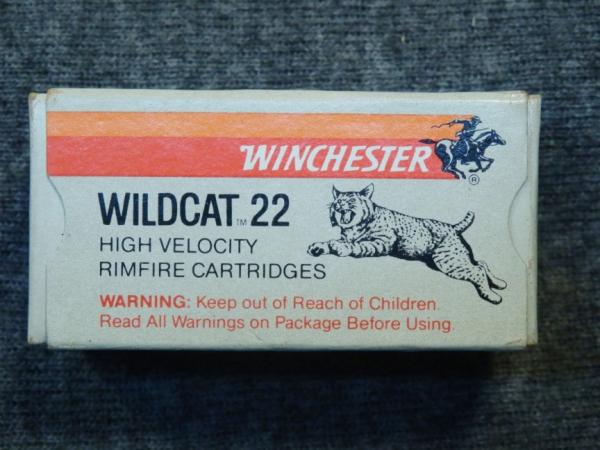 WINCHESTER
®
WILDCAT™ 22
HIGH VELOCITY
RIMFIRE CARTRIDGES
WARNING: Keep out of Reach of Children.
Read All Warnings on Package Before Using.